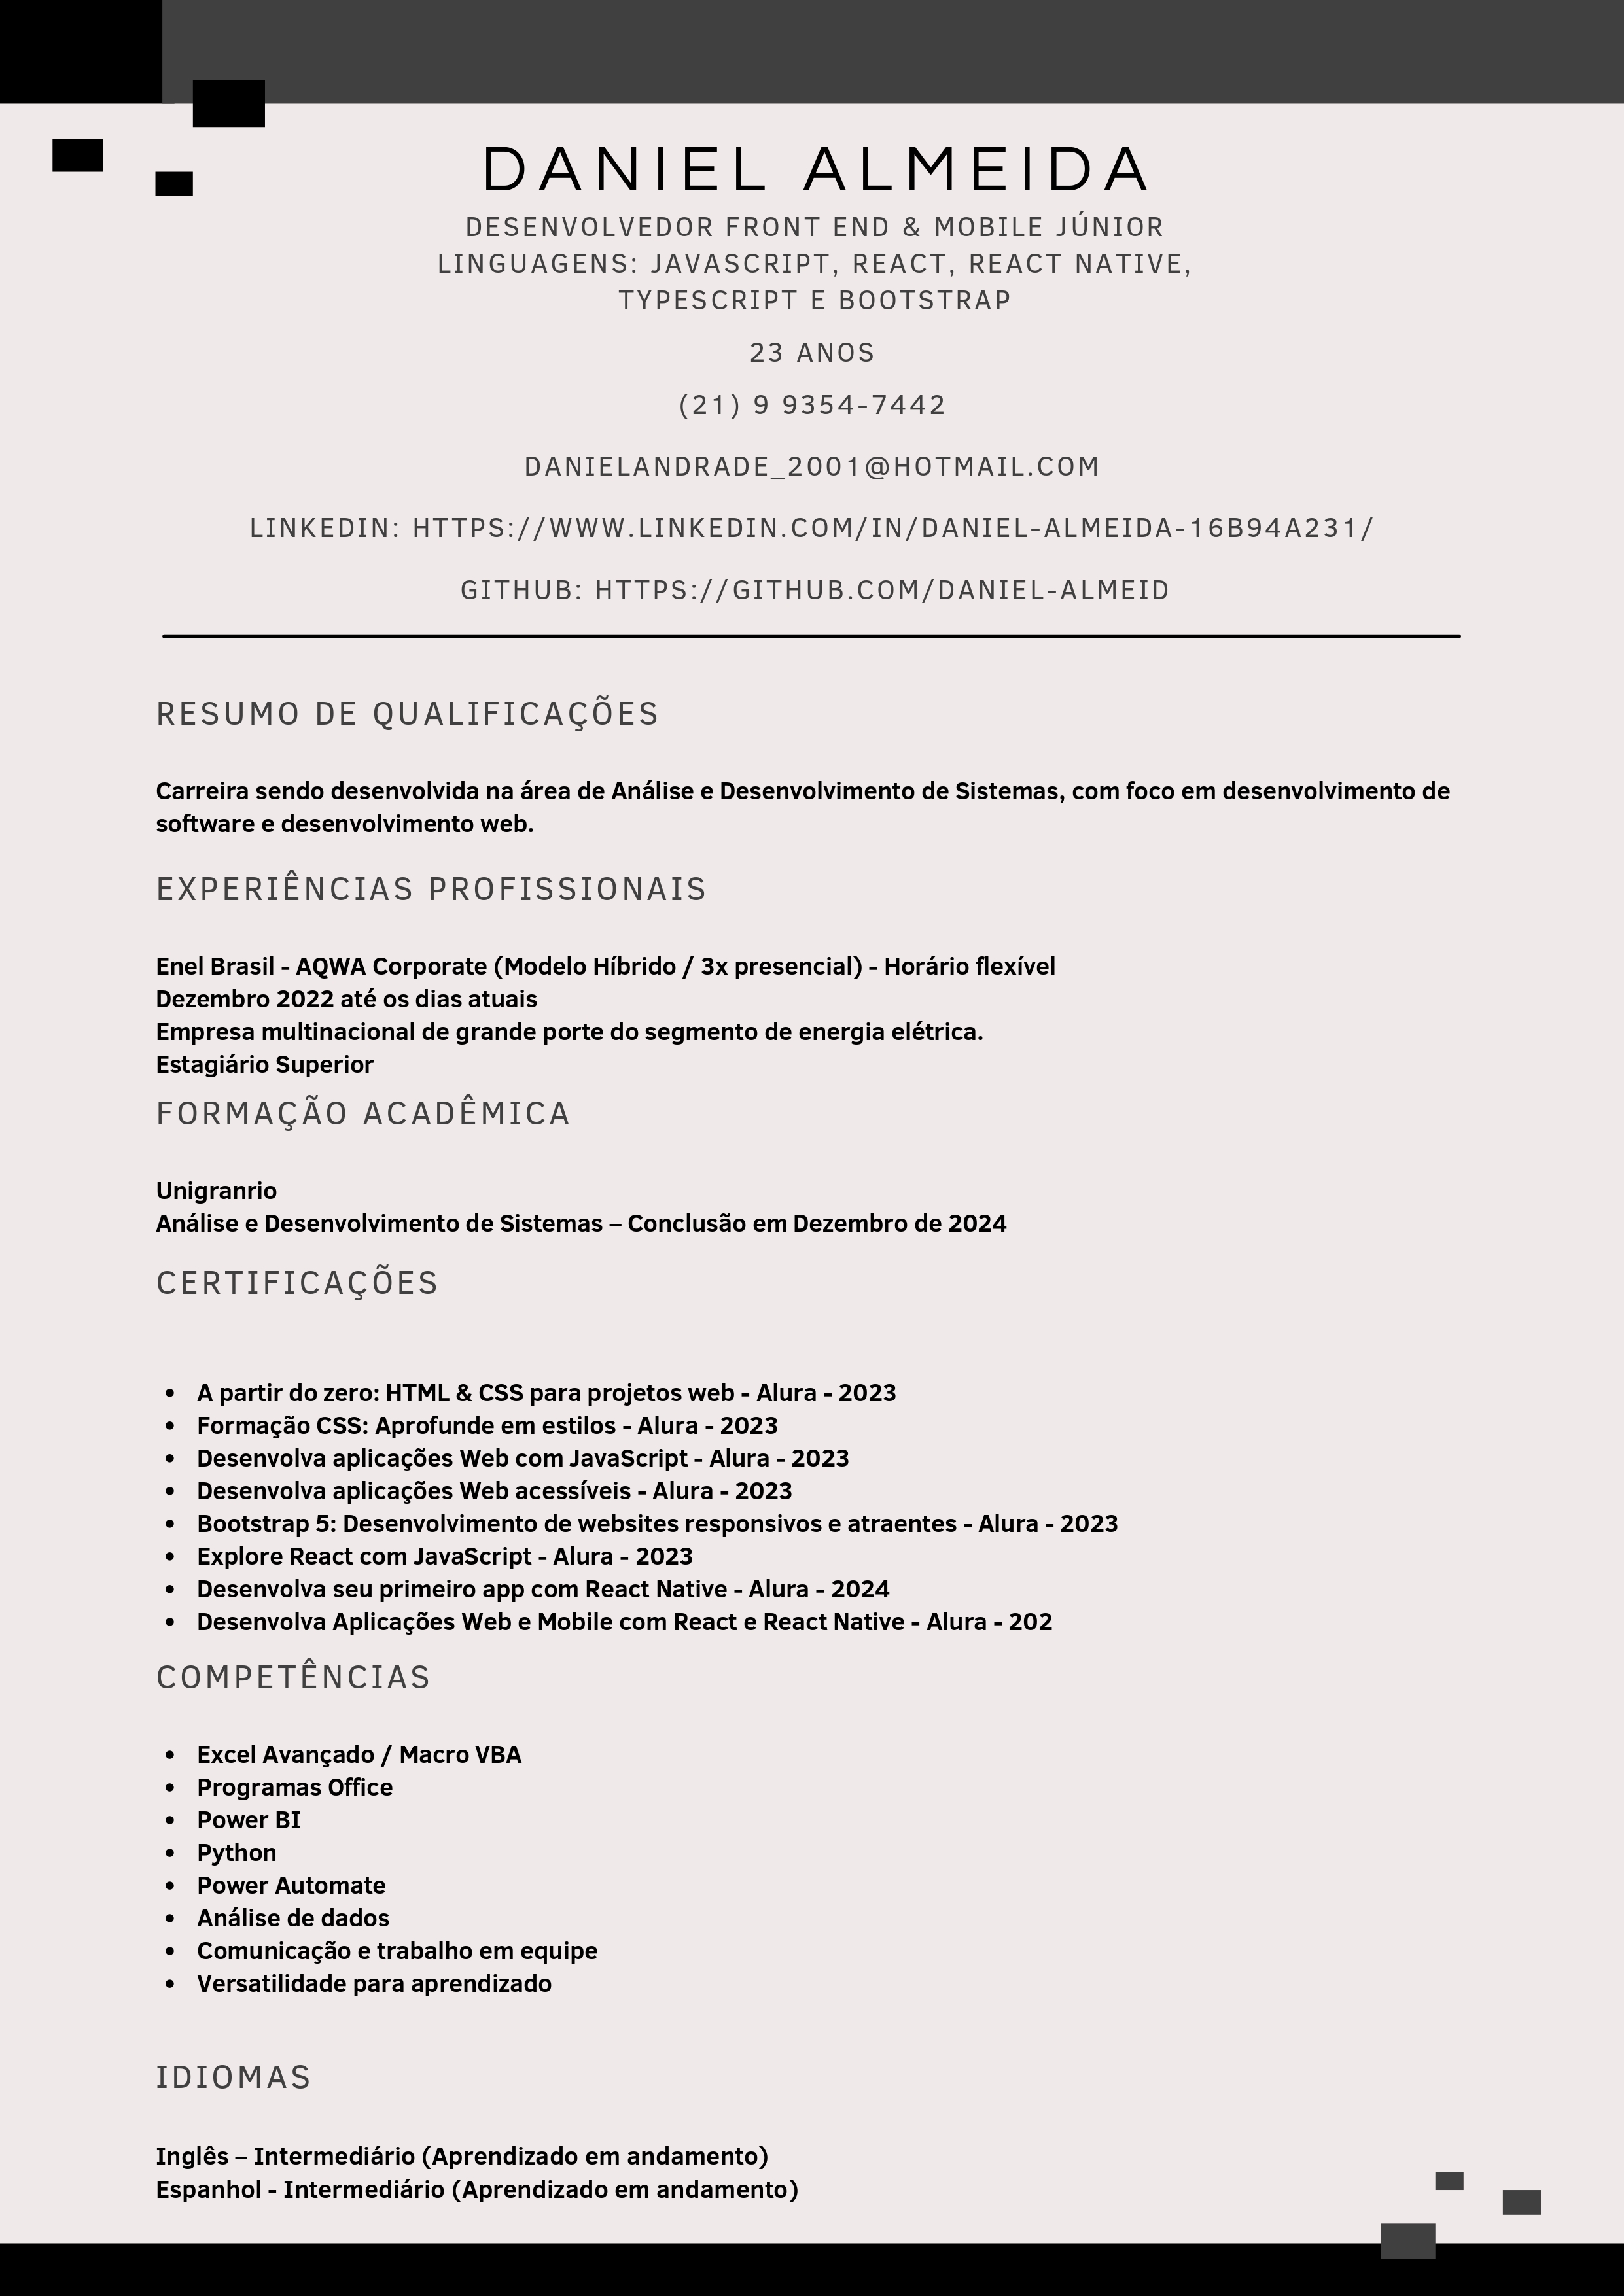 DANIEL ALMEIDA
DESENVOLVEDOR FRONT END & MOBILE JÚNIOR
LINGUAGENS: JAVASCRIPT, REACT, REACT NATIVE,
TYPESCRIPT E BOOTSTRAP
23 ANOS
(21) 9 9354-7442
DANIELANDRADE_2001@HOTMAIL.COM
LINKEDIN: HTTPS://WWW.LINKEDIN.COM/IN/DANIEL-ALMEIDA-16B94A231/
GITHUB: HTTPS://GITHUB.COM/DANIEL-ALMEID
RESUMO DE QUALIFICAÇÕES
Carreira sendo desenvolvida na área de Análise e Desenvolvimento de Sistemas, com foco em desenvolvimento de
software e desenvolvimento web.
EXPERIÊNCIAS PROFISSIONAIS
Enel Brasil - AQWA Corporate (Modelo Híbrido / 3x presencial) - Horário flexível
Dezembro 2022 até os dias atuais
Empresa multinacional de grande porte do segmento de energia elétrica.
Estagiário Superior
FORMAÇÃO ACADÊMICA
Unigranrio
Análise e Desenvolvimento de Sistemas – Conclusão em Dezembro de 2024
CERTIFICAÇÕES
• A partir do zero: HTML & CSS para projetos web - Alura - 2023
• Formação CSS: Aprofunde em estilos - Alura - 2023
• Desenvolva aplicações Web com JavaScript - Alura - 2023
• Desenvolva aplicações Web acessíveis - Alura - 2023
• Bootstrap 5: Desenvolvimento de websites responsivos e atraentes - Alura - 2023
• Explore React com JavaScript - Alura - 2023
• Desenvolva seu primeiro app com React Native - Alura - 2024
• Desenvolva Aplicações Web e Mobile com React e React Native - Alura - 202
COMPETÊNCIAS
• Excel Avançado / Macro VBA
• Programas Office
• Power BI
• Python
• Power Automate
• Análise de dados
• Comunicação e trabalho em equipe
• Versatilidade para aprendizado
IDIOMAS
Inglês – Intermediário (Aprendizado em andamento)
Espanhol - Intermediário (Aprendizado em andamento)